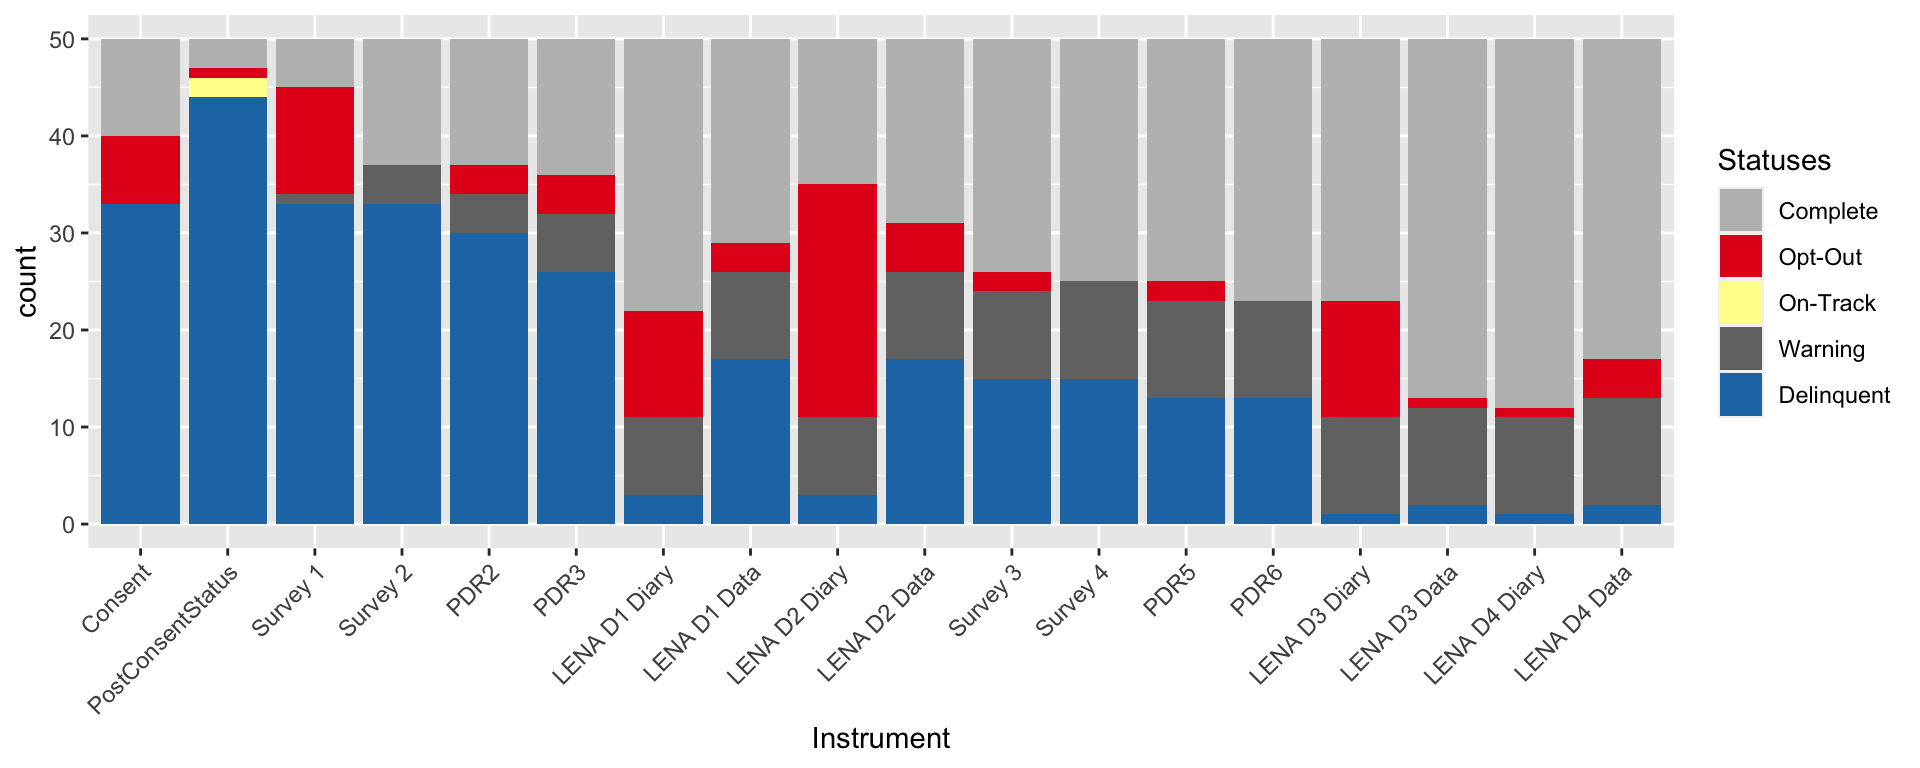 count
50
40
30
20
10
0
Consent
PostConsentStatus
Survey 1
Survey 2
PDR2
PDR3
LENA D1 Diary
LENA D1 Data
LENA D2 Diary
LENA D2 Data
Survey 3
Survey 4
PDR5
PDR6
LENA D3 Diary
LENA D3 Data
LENA D4 Diary
LENA D4 Data
Instrument
Statuses
Complete
Opt-Out
On-Track
Warning
Delinquent